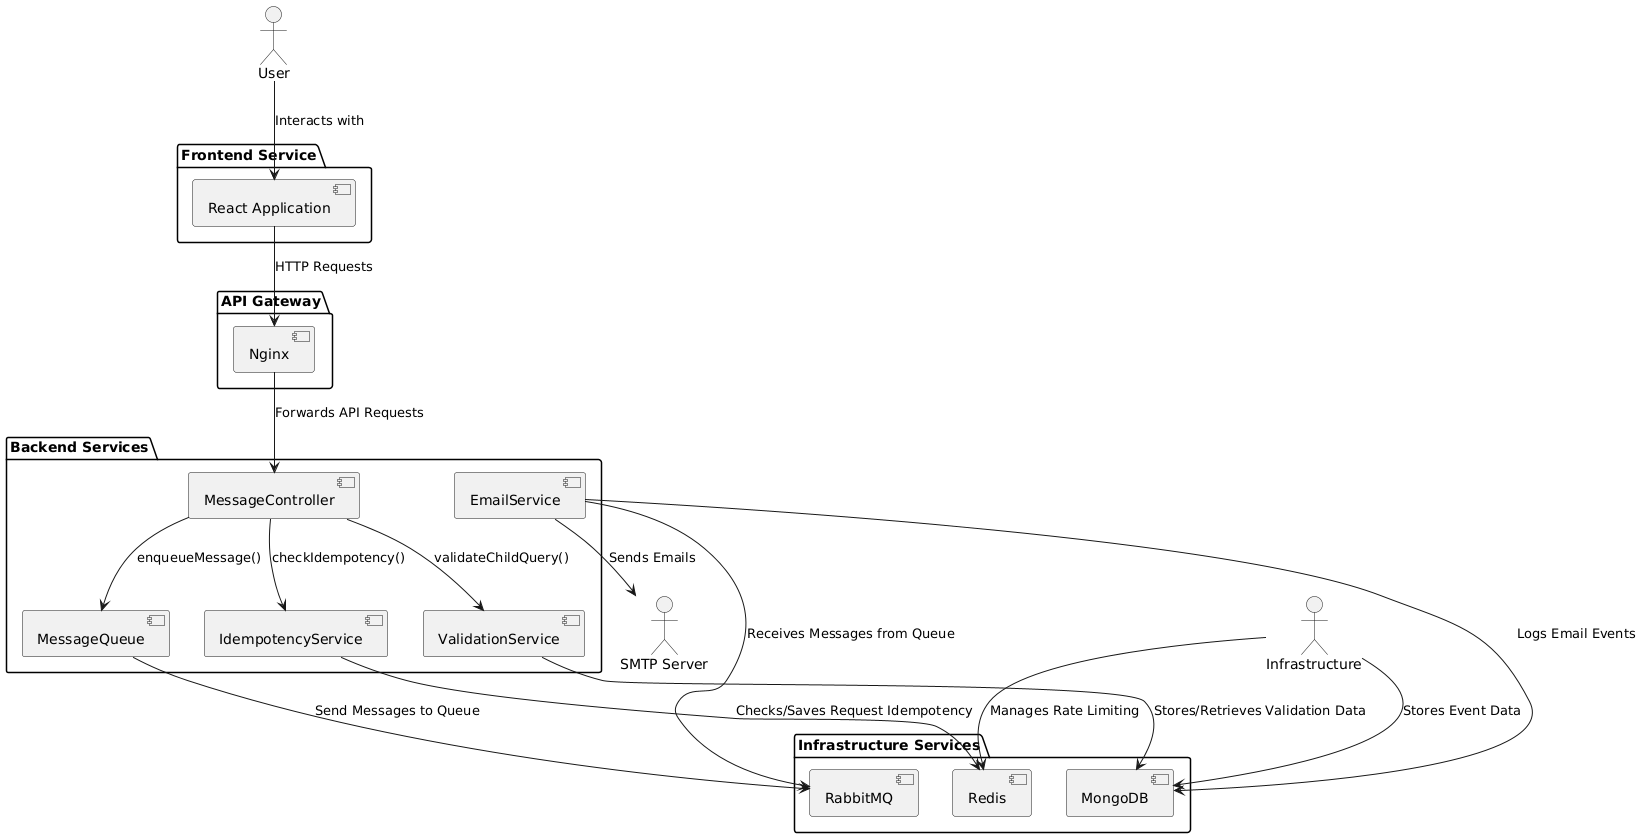 User
Interacts with
Frontend Service
React Application
HTTP Requests
API Gateway
Nginx
Forwards API Requests
Backend Services
MessageController
EmailService
enqueueMessage()
checkIdempotency()
validateChildQuery()
Sends Emails
MessageQueue
IdempotencyService
ValidationService
SMTP Server
Receives Messages from Queue
Infrastructure
Logs Email Events
Send Messages to Queue
Checks/Saves Request Idempotency
Manages Rate Limiting
Stores/Retrieves Validation Data
Stores Event Data
Infrastructure Services
RabbitMQ
Redis
MongoDB